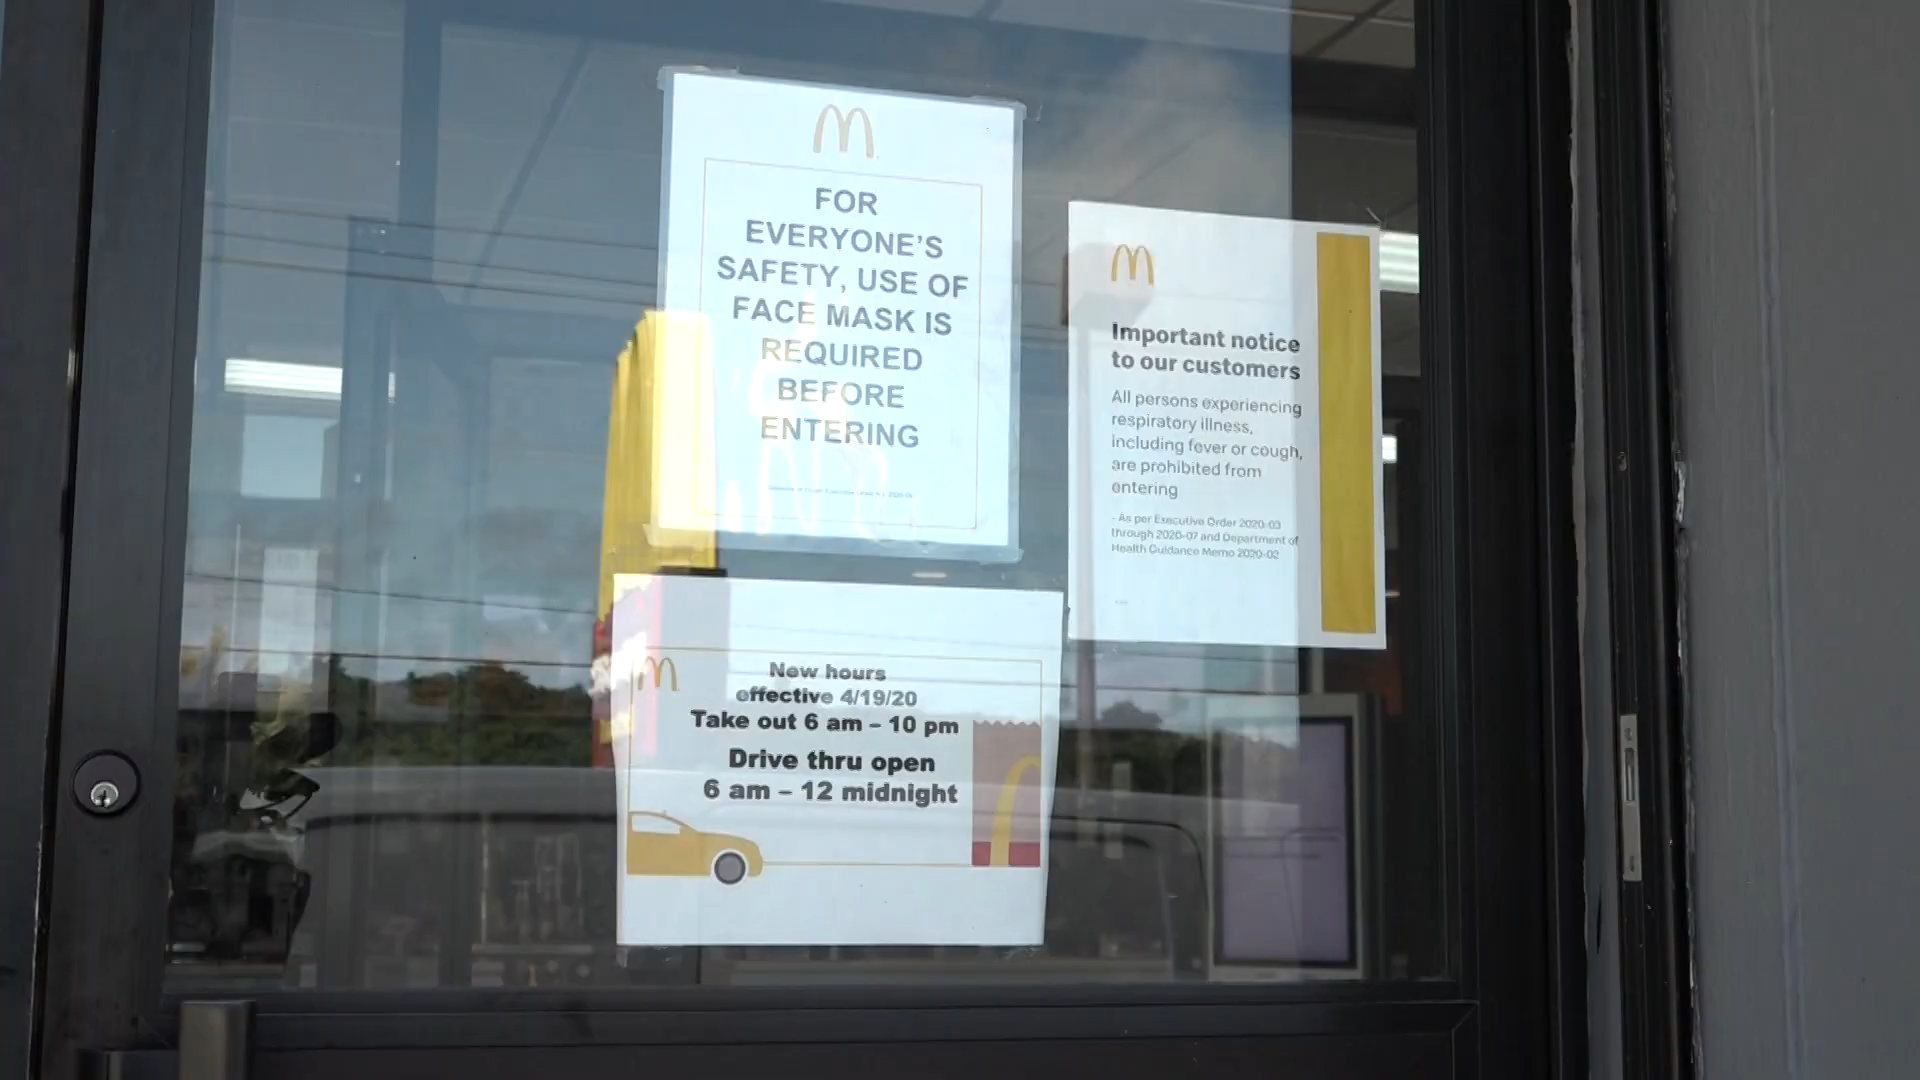 FOR
EVERYONE'S
SAFETY, USE OF
FACE MASK IS
REQUIRED
BEFORE
ENTERING
Important notice
to our customers
All persons experiencing
respiratory illness,
including fever or cough,
are prohibited from
entering
- As per Executive Order 2020-03
through 2020-07 and Department of
Health Guidance Memo 2020-02
New hours
effective 4/19/20
Take out 6 am – 10 pm
Drive thru open
6 am – 12 midnight